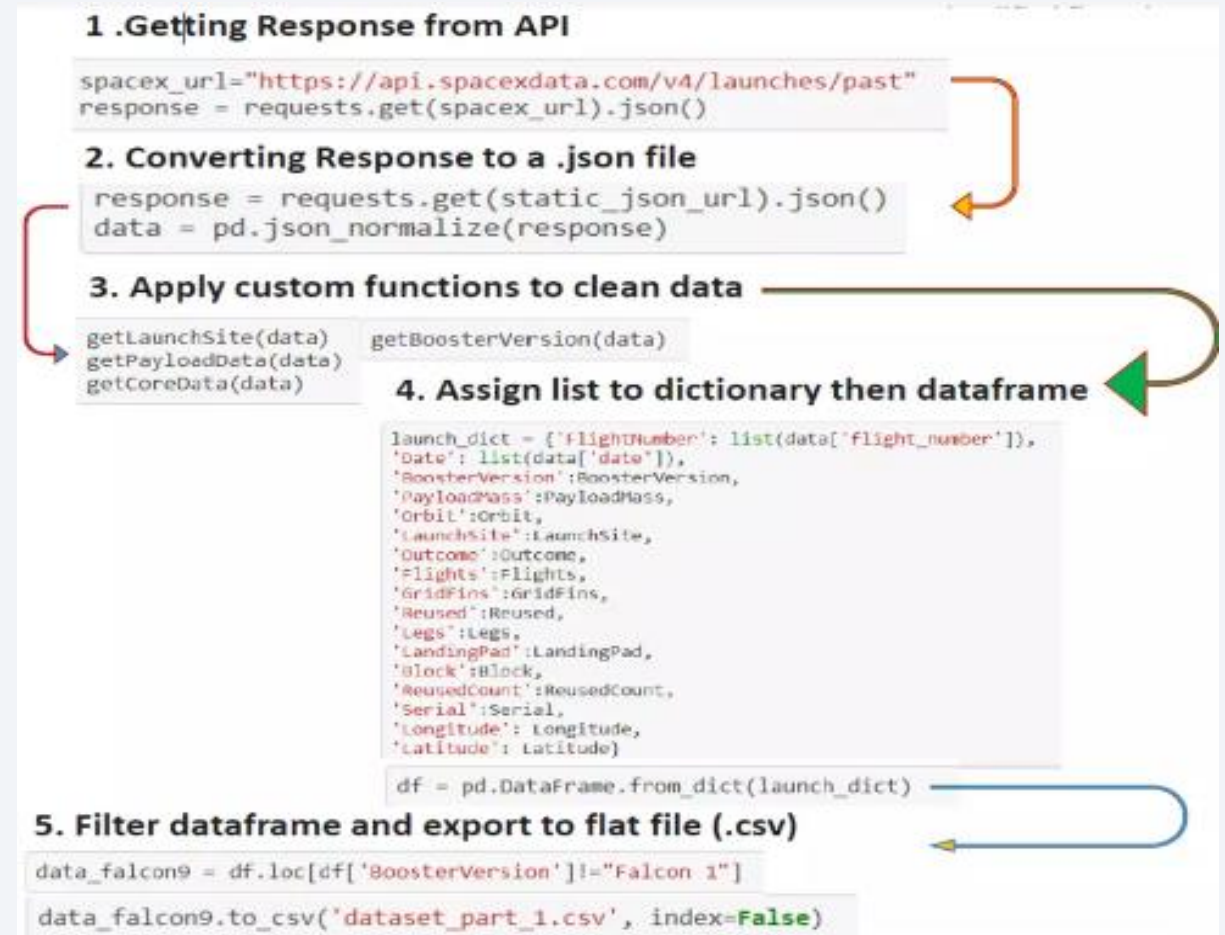 1 .Getting Response from API
spacex_url="https://api.spacexdata.com/v4/launches/past"
response = requests.get(spacex_url).json()
2. Converting Response to a .json file
response = requests.get(static_json_url).json()
data = pd.json_normalize(response)
3. Apply custom functions to clean data
getLaunchSite(data)
getPayloadData(data)
getCoreData(data)
getBoosterVersion(data)
4. Assign list to dictionary then dataframe
launch_dict = {'FlightNumber': list(data['flight_number']),
'Date': list(data['date']),
'BoosterVersion':BoosterVersion,
'PayloadMass':PayloadMass,
'Orbit':Orbit,
'LaunchSite':LaunchSite,
'Outcome':Outcome,
'Flights':Flights,
'GridFins':GridFins,
'Reused':Reused,
'Legs':Legs,
'LandingPad':LandingPad,
'Block':Block,
'ReusedCount':ReusedCount,
'Serial':Serial,
'Longitude': Longitude,
'Latitude': Latitude}
df = pd.DataFrame.from_dict(launch_dict)
5. Filter dataframe and export to flat file (.csv)
data_falcon9 = df.loc[df['BoosterVersion']!="Falcon 1"]
data_falcon9.to_csv('dataset_part_1.csv', index=False)